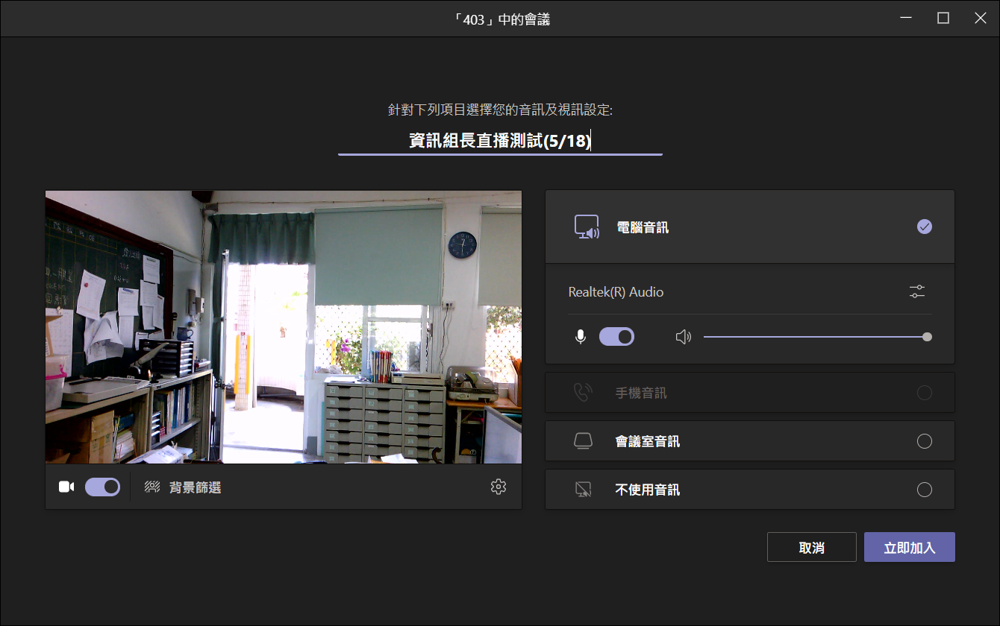 「403」中的會議
針對下列項目選擇您的音訊及視訊設定:
資訊組長直播測試(5/18)
電腦音訊
Realtek(R) Audio
手機音訊
會議室音訊
不使用音訊
背景篩選
取消
立即加入